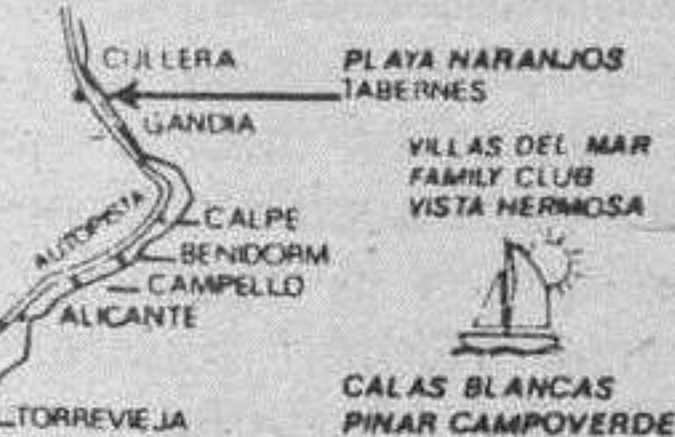 CULLERA
PLAYA NARANJOS
TABERNES
GANDIA
VILLAS DEL MAR
FAMILY CLUB
VISTA HERMOSA
AUTOPISTA
CALPE
BENIDORM
CAMPELLO
ALICANTE
CALAS BLANCAS
PINAR CAMPOVERDE
TORREVIEJA